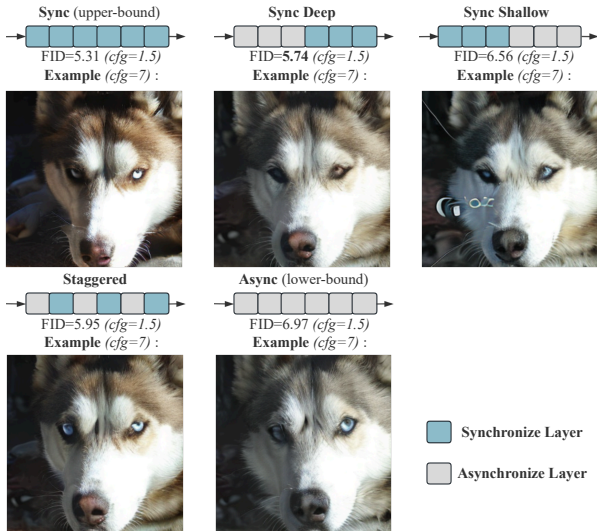 Sync (upper-bound)
FID=5.31 (cfg=1.5)
Example (cfg=7) :
Sync Deep
FID=5.74 (cfg=1.5)
Example (cfg=7) :
Sync Shallow
FID=6.56 (cfg=1.5)
Example (cfg=7) :
Staggered
FID=5.95 (cfg=1.5)
Example (cfg=7) :
Async (lower-bound)
FID=6.97 (cfg=1.5)
Example (cfg=7) :
Synchronize Layer
Asynchronize Layer